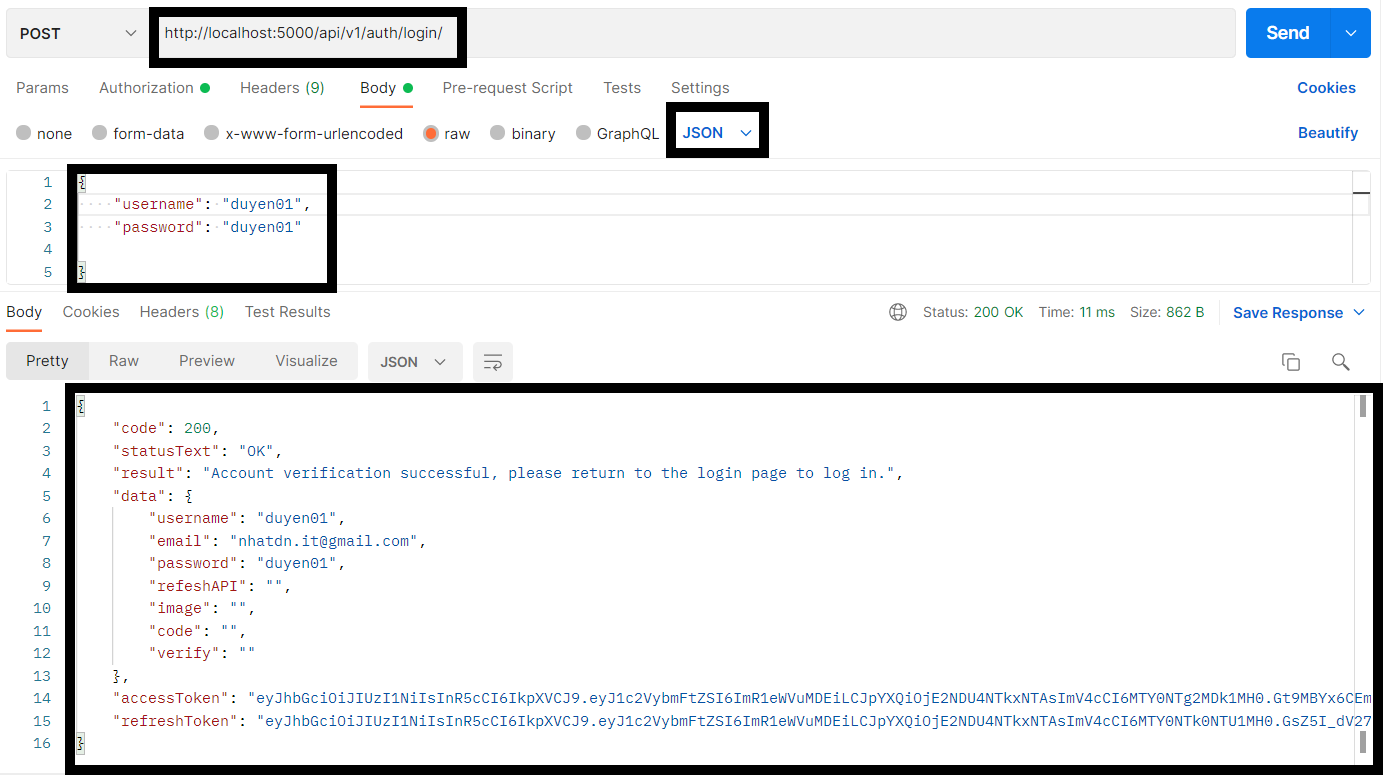 POST http://localhost:5000/api/v1/auth/login/ Send
Params Authorization Headers (9) Body Pre-request Script Tests Settings Cookies
none form-data x-www-form-urlencoded raw binary GraphQL JSON Beautify
1 {
2 "username": "duyen01",
3 "password": "duyen01"
4
5 }
Body Cookies Headers (8) Test Results Status: 200 OK Time: 11 ms Size: 862 B Save Response
Pretty Raw Preview Visualize JSON
1 {
2 "code": 200,
3 "statusText": "OK",
4 "result": "Account verification successful, please return to the login page to log in.",
5 "data": {
6 "username": "duyen01",
7 "email": "nhatdn.it@gmail.com",
8 "password": "duyen01",
9 "refeshAPI": "",
10 "image": "",
11 "code": "",
12 "verify": ""
13 },
14 "accessToken": "eyJhbGciOiJIUzI1NiIsInR5cCI6IkpXVCJ9.eyJ1c2VybmFtZSI6ImR1eWVuMDEiLCJpYXQiOjE2NDU4NTkxNTAsImV4cCI6MTY0NTg2MDk1MH0.Gt9MBYx6CEm
15 "refreshToken": "eyJhbGciOiJIUzI1NiIsInR5cCI6IkpXVCJ9.eyJ1c2VybmFtZSI6ImR1eWVuMDEiLCJpYXQiOjE2NDU4NTkxNTAsImV4cCI6MTY0NTk0NTU1MH0.GsZ5I_dV27
16 }